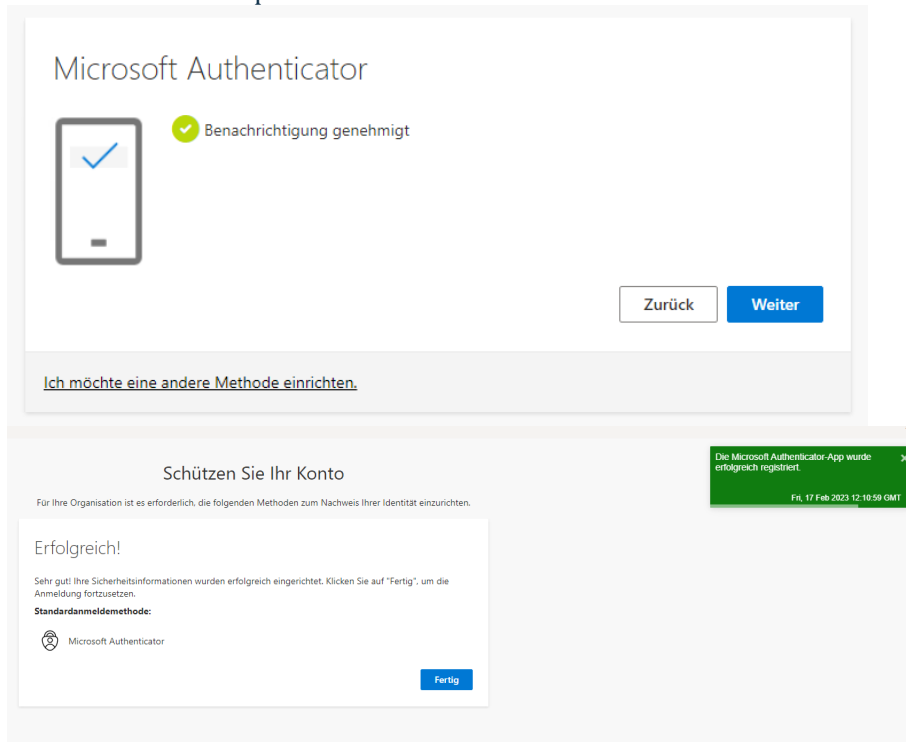 Microsoft Authenticator
Benachrichtigung genehmigt
Zurück
Weiter
Ich möchte eine andere Methode einrichten.
Die Microsoft Authenticator-App wurde
erfolgreich registriert.
Fri, 17 Feb 2023 12:10:59 GMT
Schützen Sie Ihr Konto
Für Ihre Organisation ist es erforderlich, die folgenden Methoden zum Nachweis Ihrer Identität einzurichten.
Erfolgreich!
Sehr gut! Ihre Sicherheitsinformationen wurden erfolgreich eingerichtet. Klicken Sie auf "Fertig", um die
Anmeldung fortzusetzen.
Standardanmeldemethode:
Microsoft Authenticator
Fertig